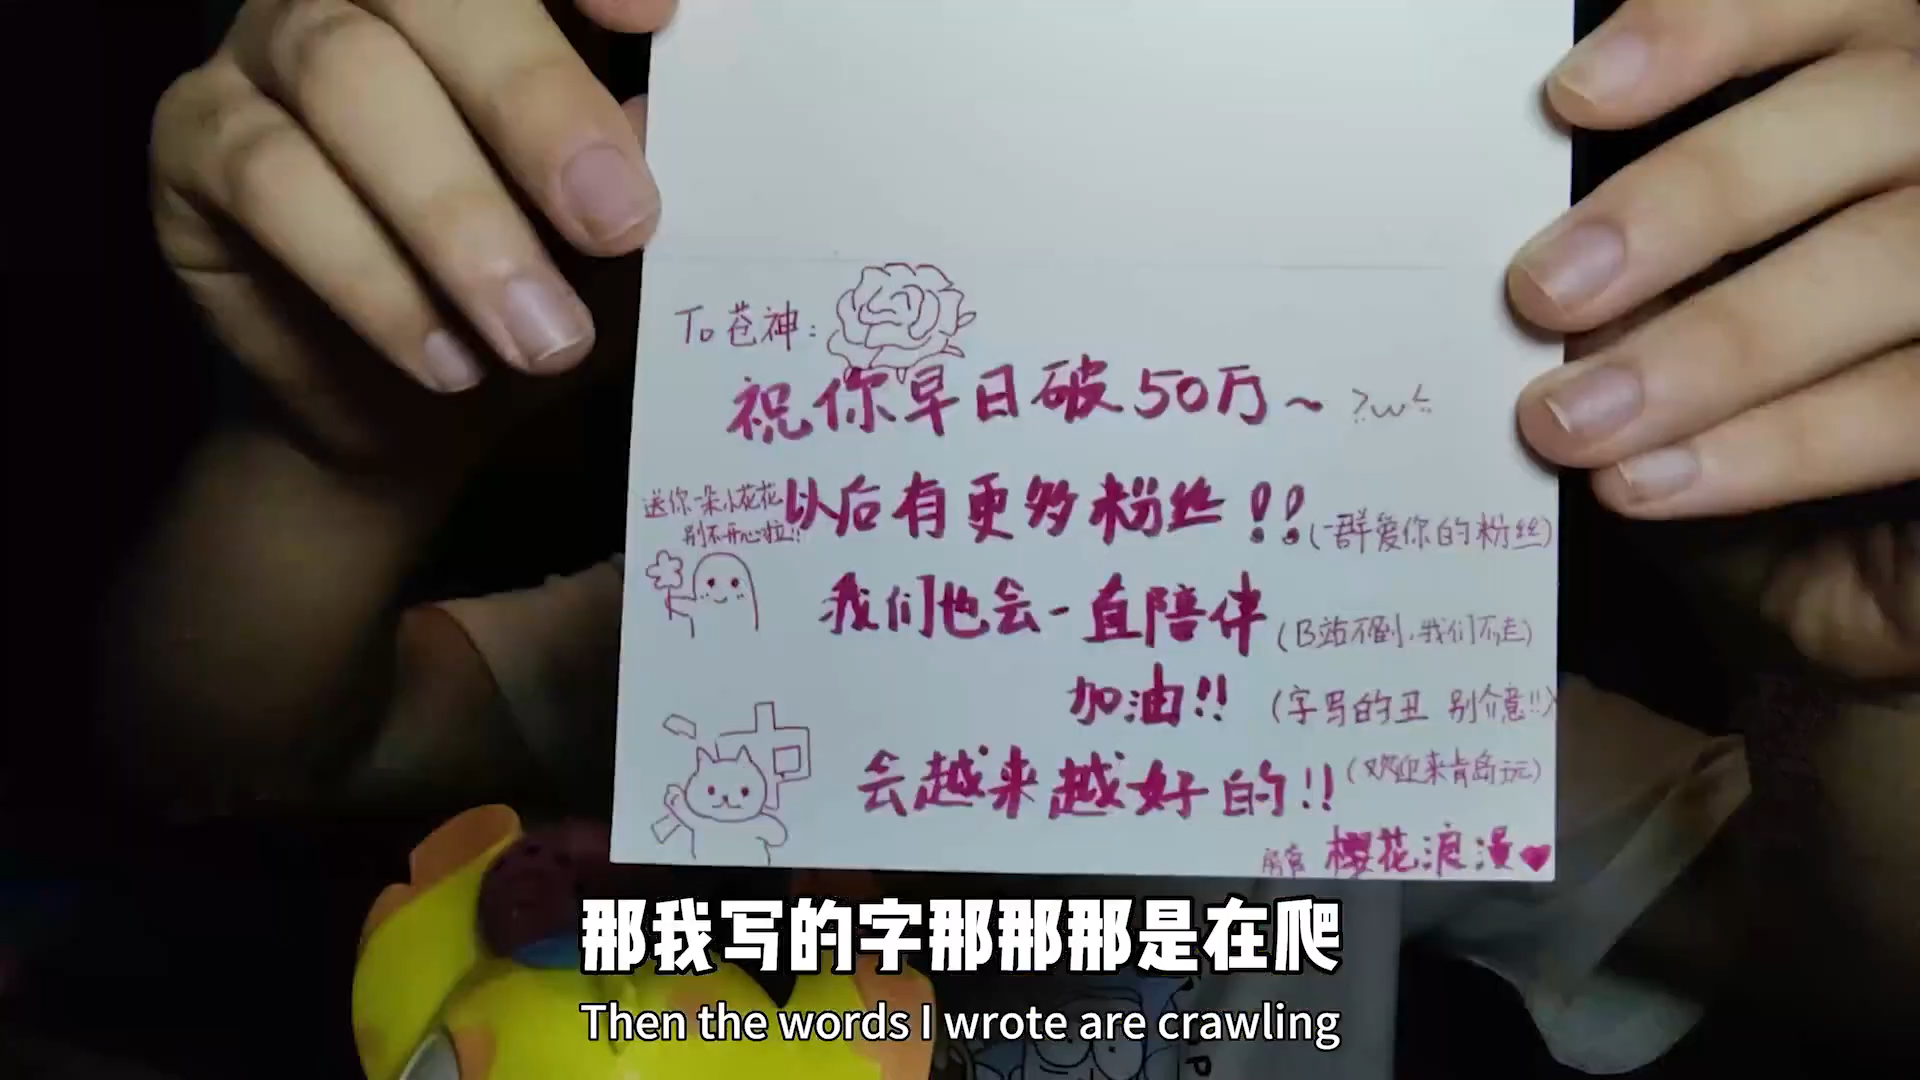 To 苍神:
祝你早日破50万~
送你一朵小花花
别不开心啦!!
以后有更多粉丝!!
(一群爱你的粉丝)
我们也会一直陪伴
(B站不倒,我们不走)
加油!!
(字写的丑 别介意!!)
会越来越好的!!
(欢迎来青岛玩)
樱花浪漫
那我写的字那那那是在爬
Then the words I wrote are crawling